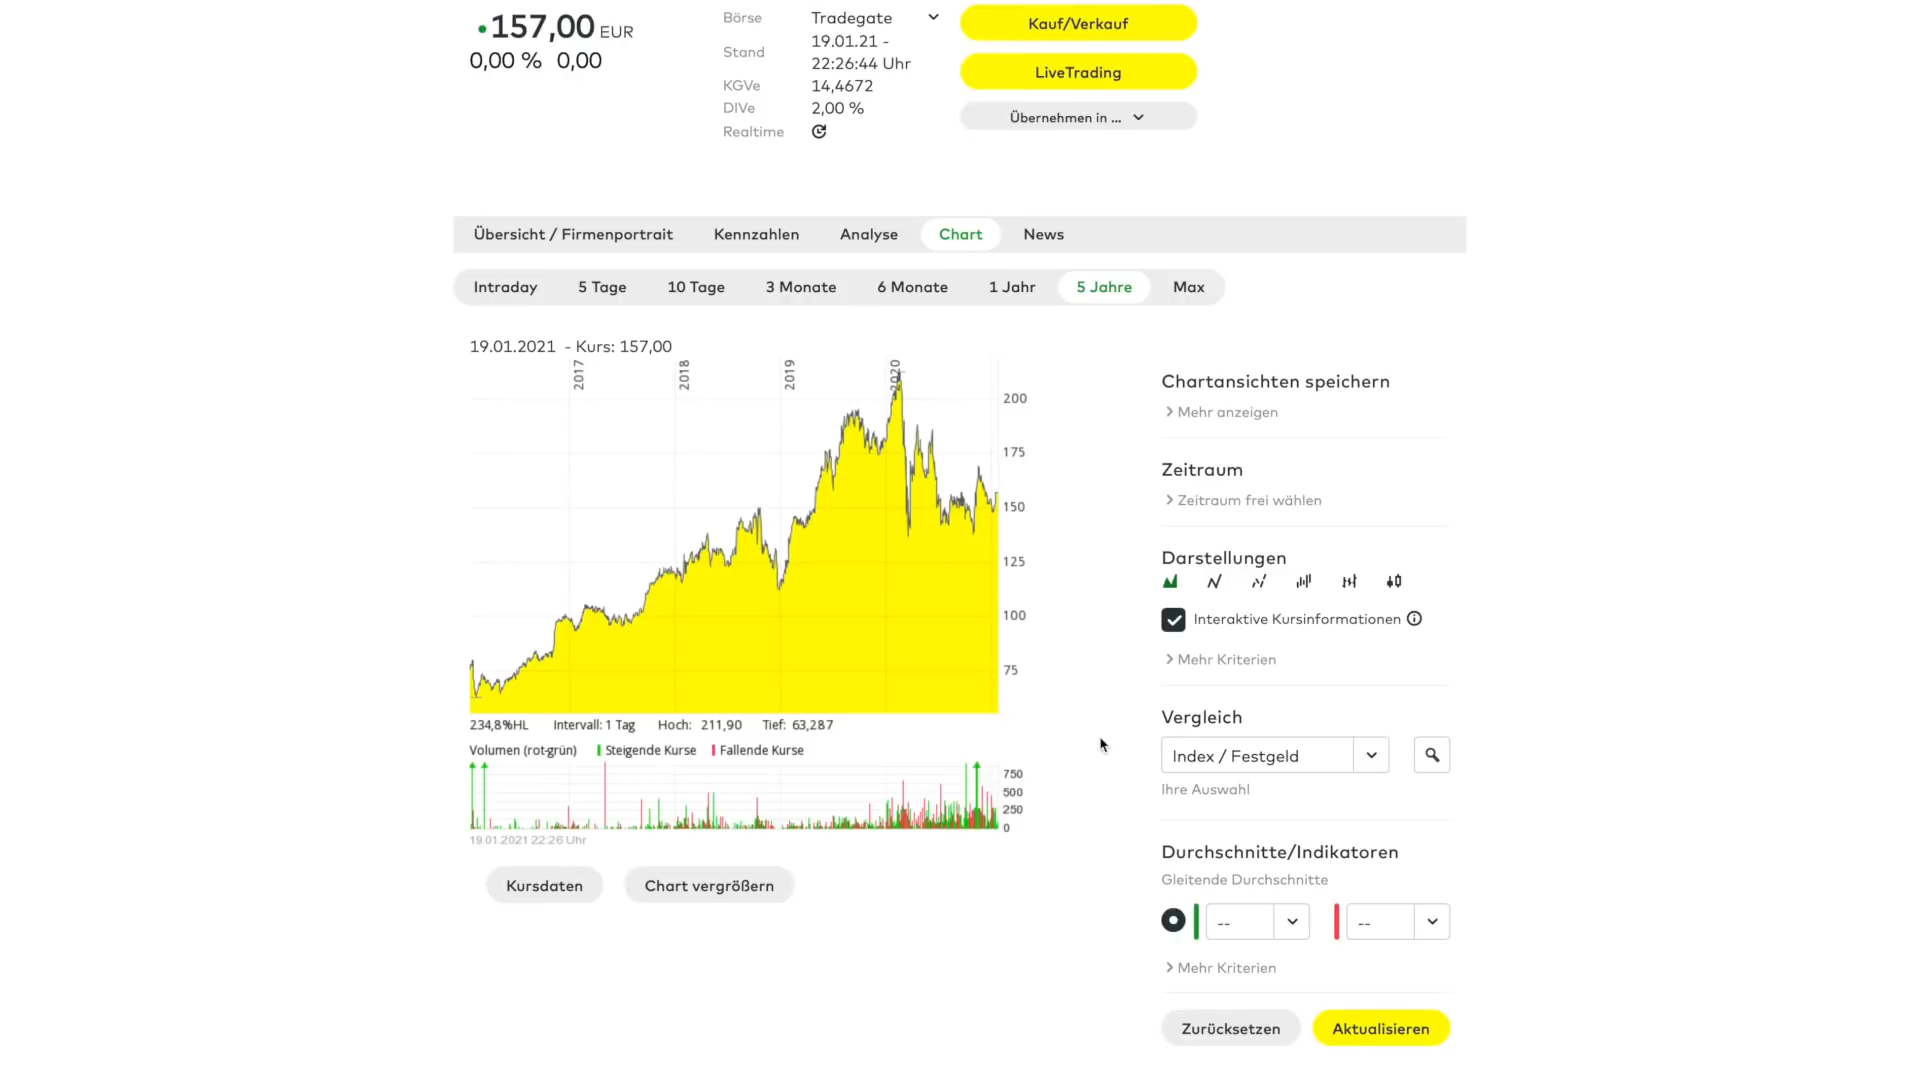 157,00 EUR
0,00 % 0,00
Börse Tradegate
Stand 19.01.21 -
22:26:44 Uhr
KGVe 14,4672
DIVe 2,00 %
Realtime
Kauf/Verkauf
LiveTrading
Übernehmen in ...
Übersicht / Firmenportrait Kennzahlen Analyse Chart News
Intraday 5 Tage 10 Tage 3 Monate 6 Monate 1 Jahr 5 Jahre Max
19.01.2021 - Kurs: 157,00
2017 2018 2019 2020
200
175
150
125
100
75
234,8%HL Intervall: 1 Tag Hoch: 211,90 Tief: 63,287
Volumen (rot-grün) Steigende Kurse Fallende Kurse
750
500
250
0
19.01.2021 22:26 Uhr
Kursdaten Chart vergrößern
Chartansichten speichern
Mehr anzeigen
Zeitraum
Zeitraum frei wählen
Darstellungen
Interaktive Kursinformationen
Mehr Kriterien
Vergleich
Index / Festgeld
Ihre Auswahl
Durchschnitte/Indikatoren
Gleitende Durchschnitte
-- --
Mehr Kriterien
Zurücksetzen Aktualisieren